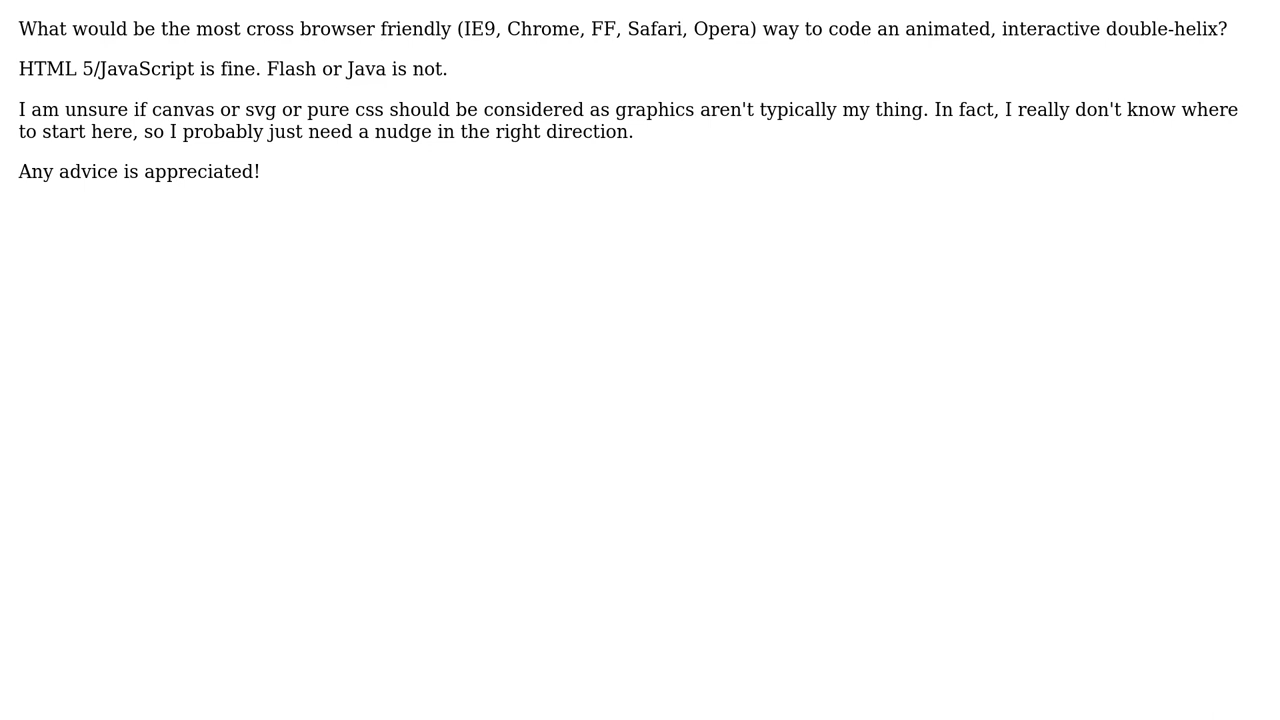 What would be the most cross browser friendly (IE9, Chrome, FF, Safari, Opera) way to code an animated, interactive double-helix?
HTML 5/JavaScript is fine. Flash or Java is not.
I am unsure if canvas or svg or pure css should be considered as graphics aren't typically my thing. In fact, I really don't know where
to start here, so I probably just need a nudge in the right direction.
Any advice is appreciated!